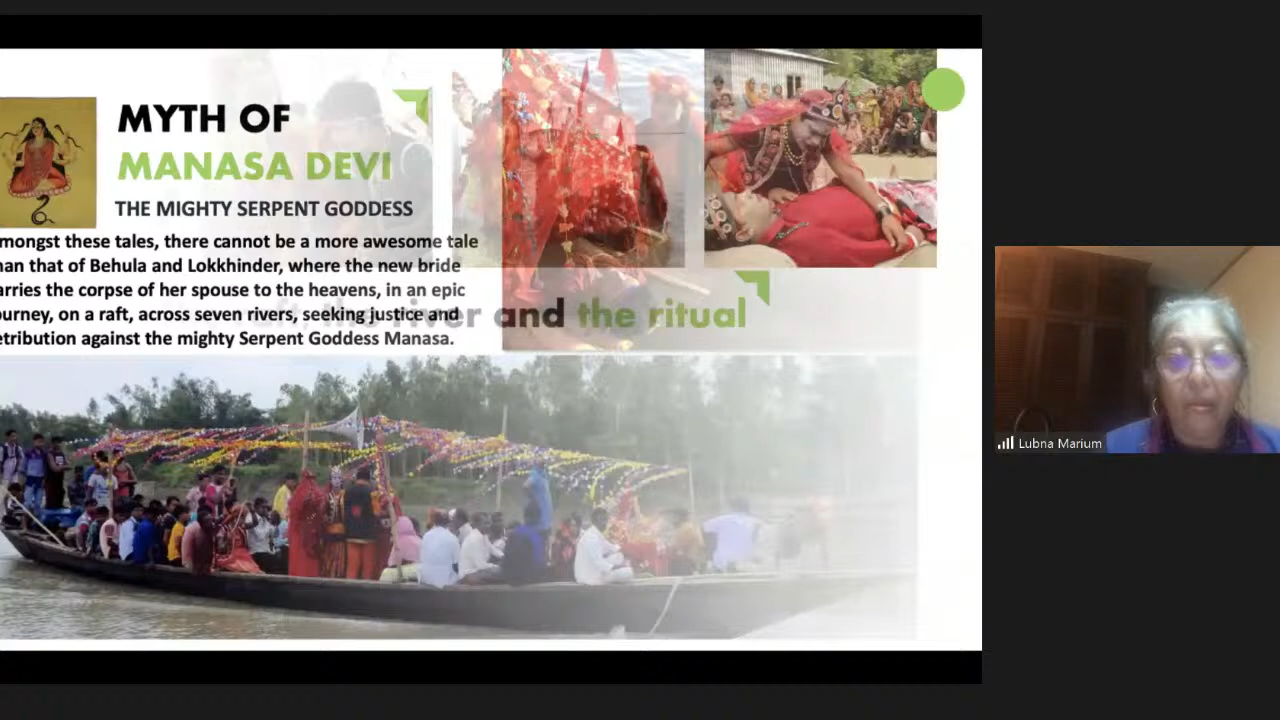 MYTH OF
MANASA DEVI
THE MIGHTY SERPENT GODDESS
mongst these tales, there cannot be a more awesome tale
han that of Behula and Lokkhinder, where the new bride
arries the corpse of her spouse to the heavens, in an epic
ourney, on a raft, across seven rivers, seeking justice and
etribution against the mighty Serpent Goddess Manasa.
aft, the river and the ritual
Lubna Marium